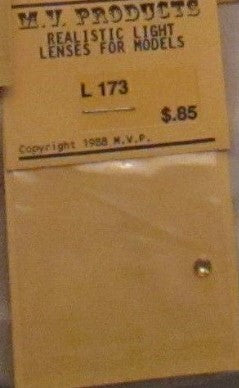 M.V. PRODUCTS
REALISTIC LIGHT
LENSES FOR MODELS
L 173
$.85
Copyright 1988 M.V.P.